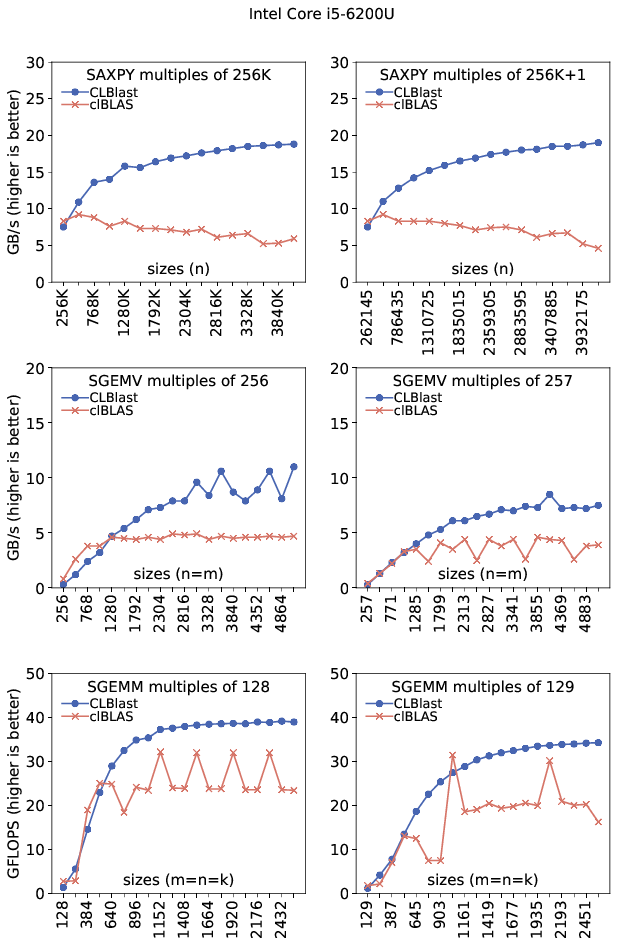 Intel Core i5-6200U
SAXPY multiples of 256K
CLBlast
clBLAS
GB/s (higher is better)
30
25
20
15
10
5
0
sizes (n)
256K
768K
1280K
1792K
2304K
2816K
3328K
3840K
SAXPY multiples of 256K+1
CLBlast
clBLAS
30
25
20
15
10
5
0
sizes (n)
262145
786435
1310725
1835015
2359305
2883595
3407885
3932175
SGEMV multiples of 256
CLBlast
clBLAS
GB/s (higher is better)
20
15
10
5
0
sizes (n=m)
256
768
1280
1792
2304
2816
3328
3840
4352
4864
SGEMV multiples of 257
CLBlast
clBLAS
20
15
10
5
0
sizes (n=m)
257
771
1285
1799
2313
2827
3341
3855
4369
4883
SGEMM multiples of 128
CLBlast
clBLAS
GFLOPS (higher is better)
50
40
30
20
10
0
sizes (m=n=k)
128
384
640
896
1152
1408
1664
1920
2176
2432
SGEMM multiples of 129
CLBlast
clBLAS
50
40
30
20
10
0
sizes (m=n=k)
129
387
645
903
1161
1419
1677
1935
2193
2451